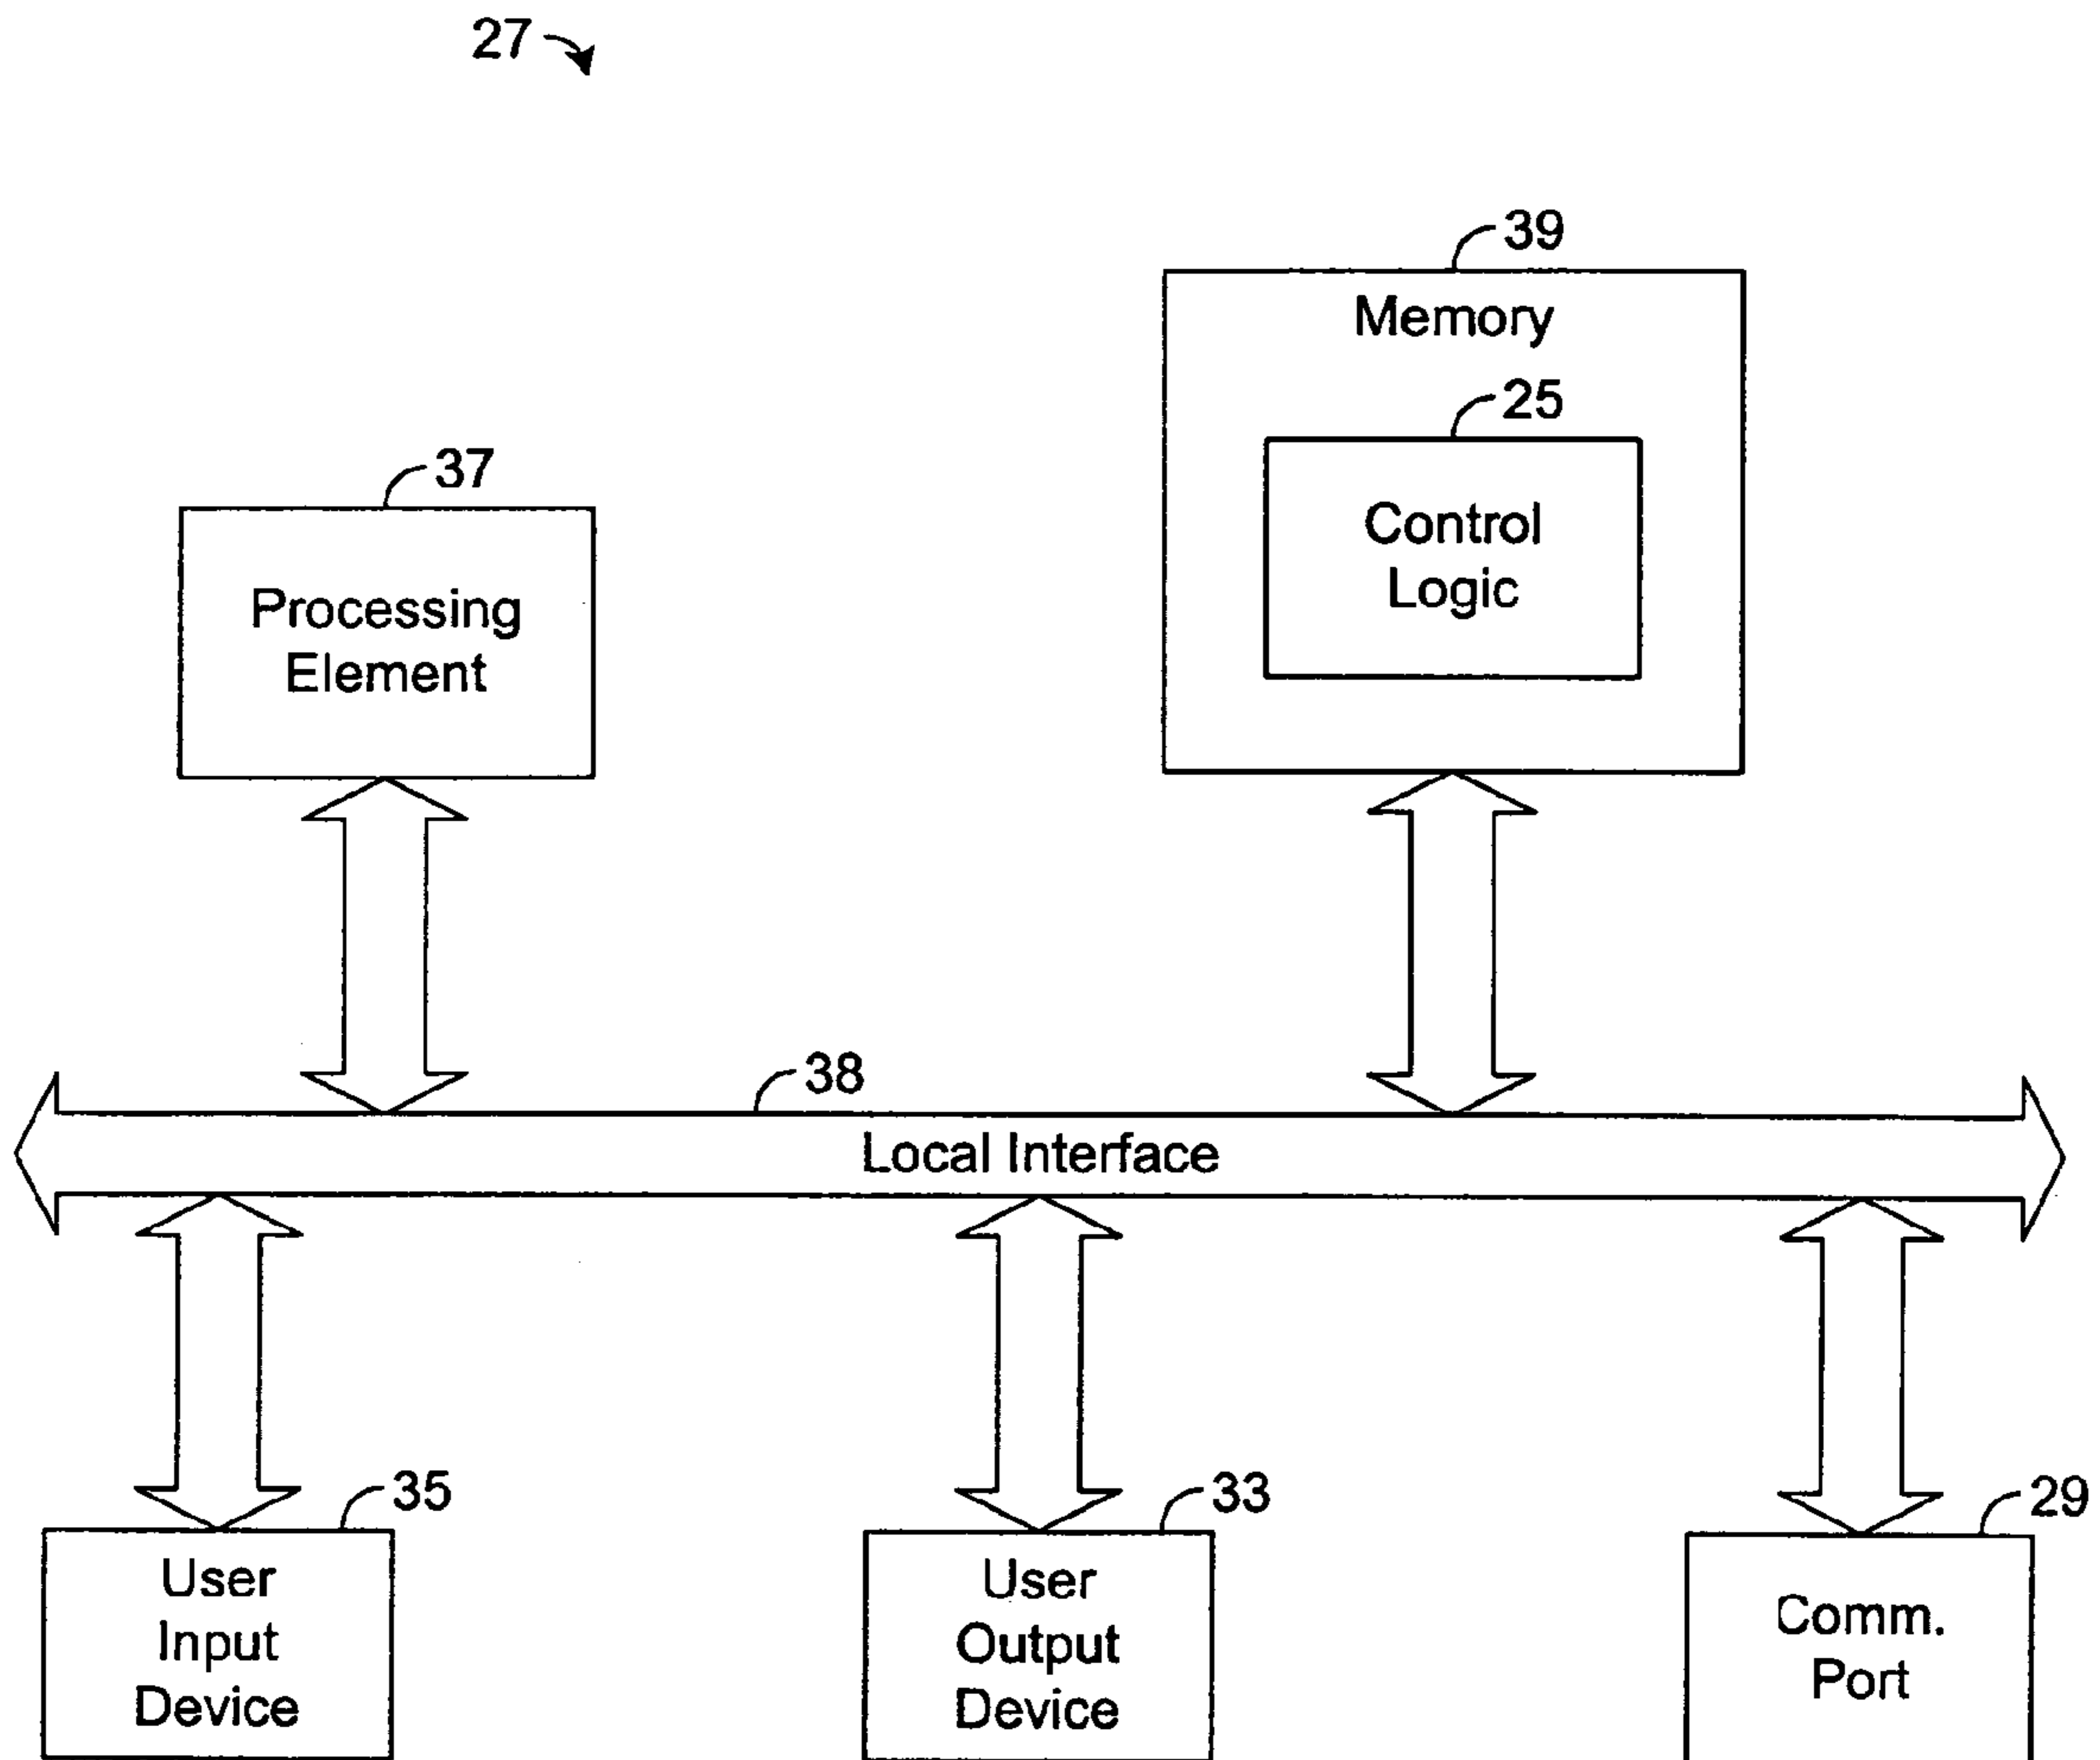 27
39
Memory
25
Control
Logic
37
Processing
Element
38
Local Interface
35
User
Input
Device
33
User
Output
Device
29
Comm.
Port